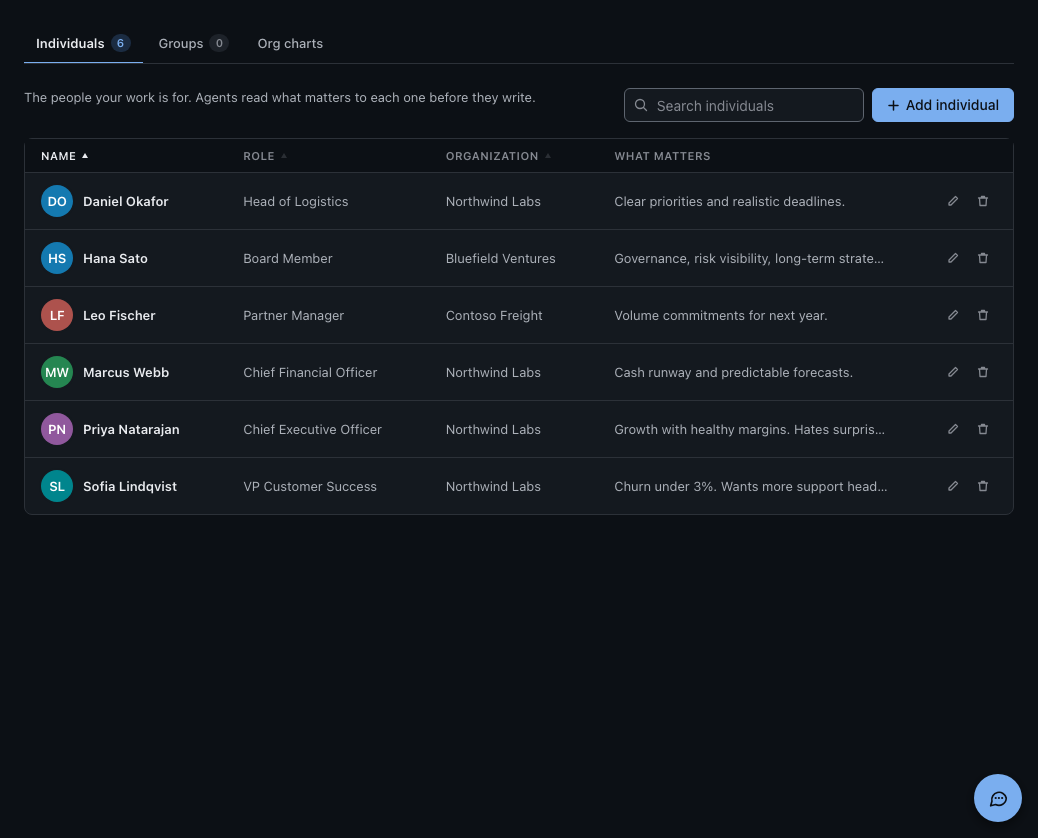 Individuals 6 Groups 0 Org charts
The people your work is for. Agents read what matters to each one before they write.
Search individuals
+ Add individual
NAME ROLE ORGANIZATION WHAT MATTERS
DO Daniel Okafor Head of Logistics Northwind Labs Clear priorities and realistic deadlines.
HS Hana Sato Board Member Bluefield Ventures Governance, risk visibility, long-term strate...
LF Leo Fischer Partner Manager Contoso Freight Volume commitments for next year.
MW Marcus Webb Chief Financial Officer Northwind Labs Cash runway and predictable forecasts.
PN Priya Natarajan Chief Executive Officer Northwind Labs Growth with healthy margins. Hates surpris...
SL Sofia Lindqvist VP Customer Success Northwind Labs Churn under 3%. Wants more support head...